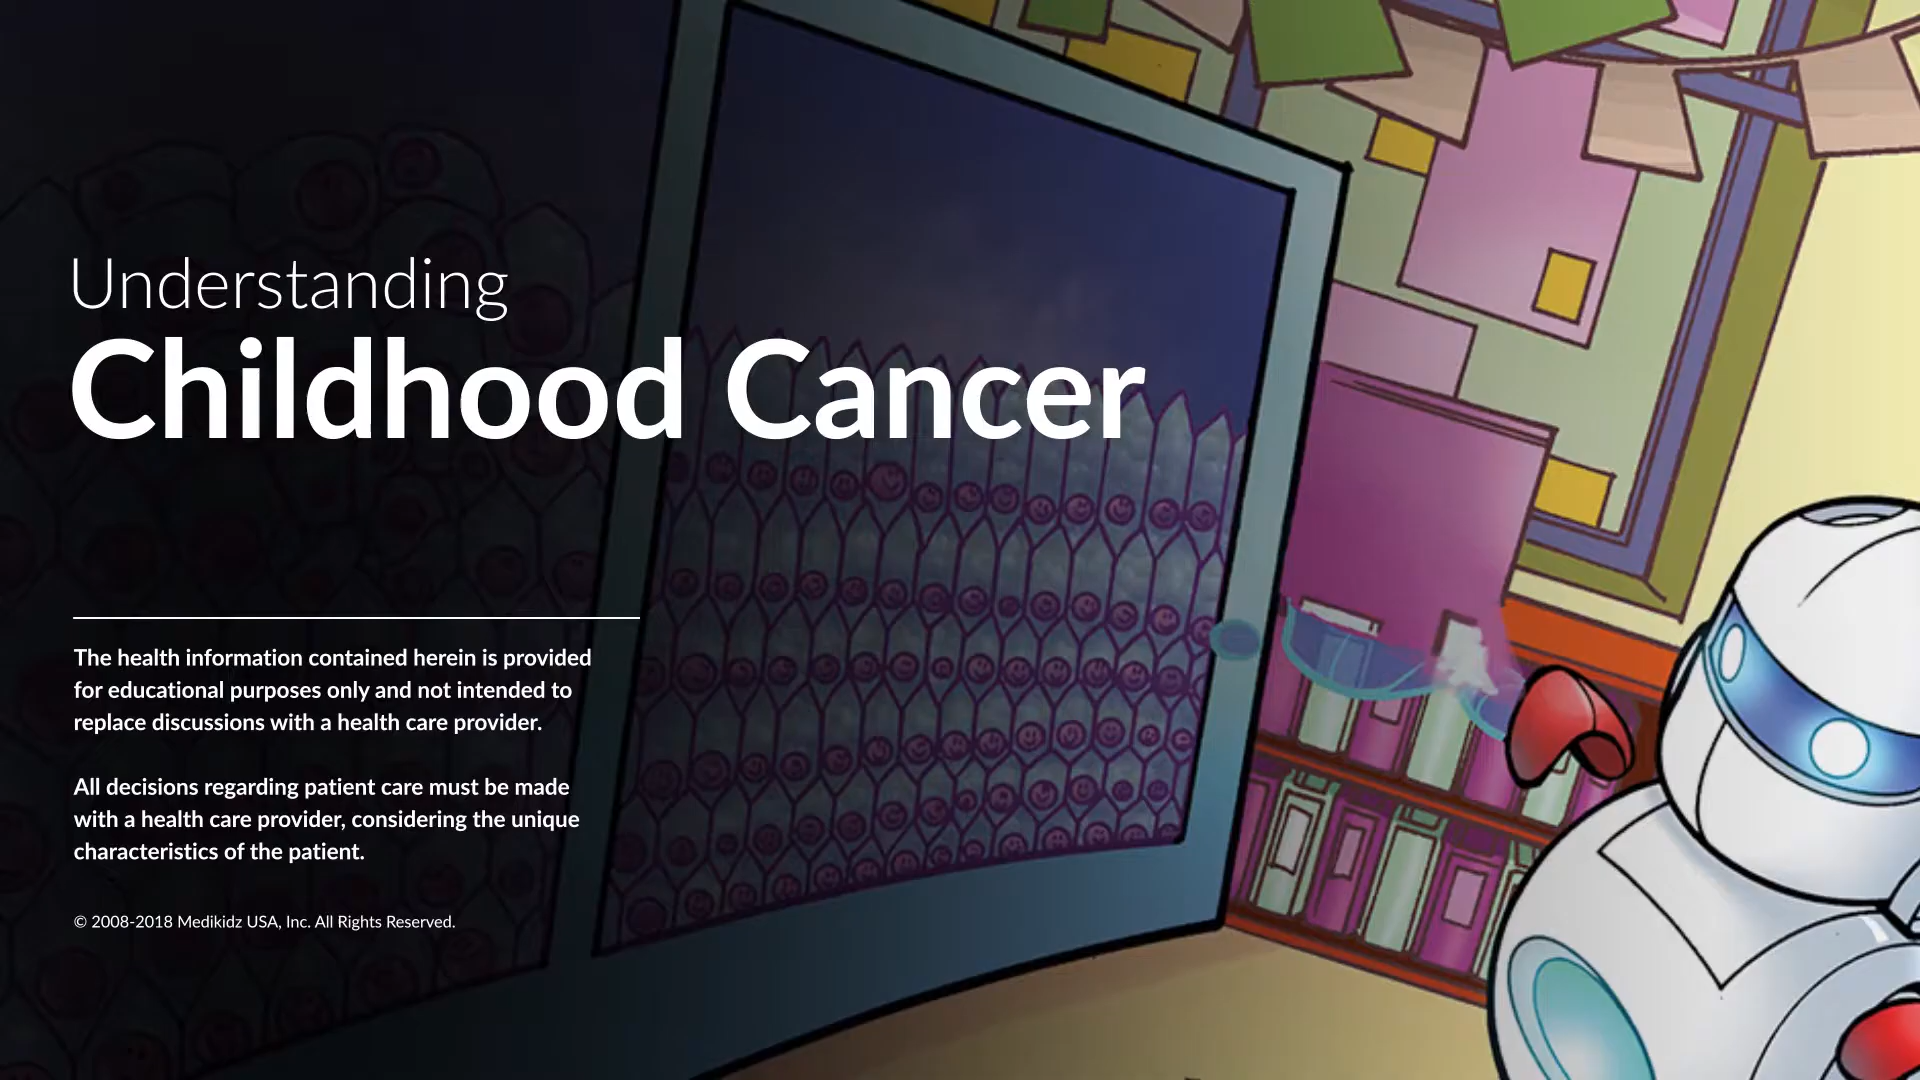 Understanding
Childhood Cancer
The health information contained herein is provided
for educational purposes only and not intended to
replace discussions with a health care provider.
All decisions regarding patient care must be made
with a health care provider, considering the unique
characteristics of the patient.
© 2008-2018 Medikidz USA, Inc. All Rights Reserved.